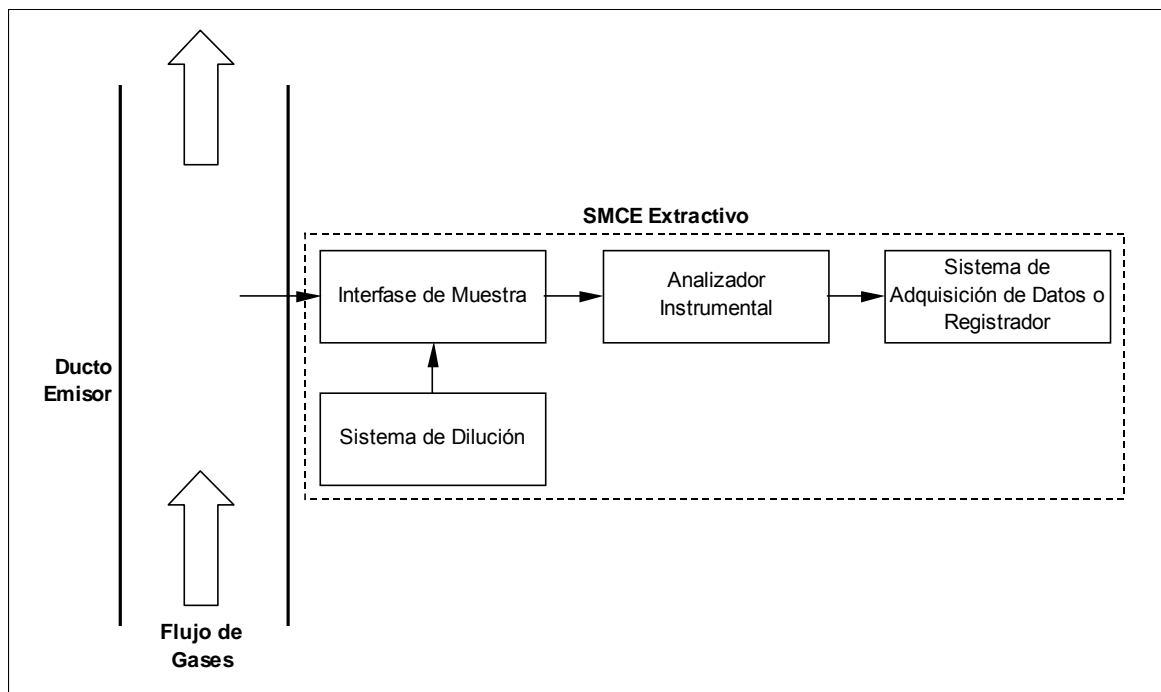 SMCE Extractivo
Interfase de Muestra
Analizador
Instrumental
Sistema de
Adquisición de Datos o
Registrador
Ducto
Emisor
Sistema de Dilución
Flujo de
Gases